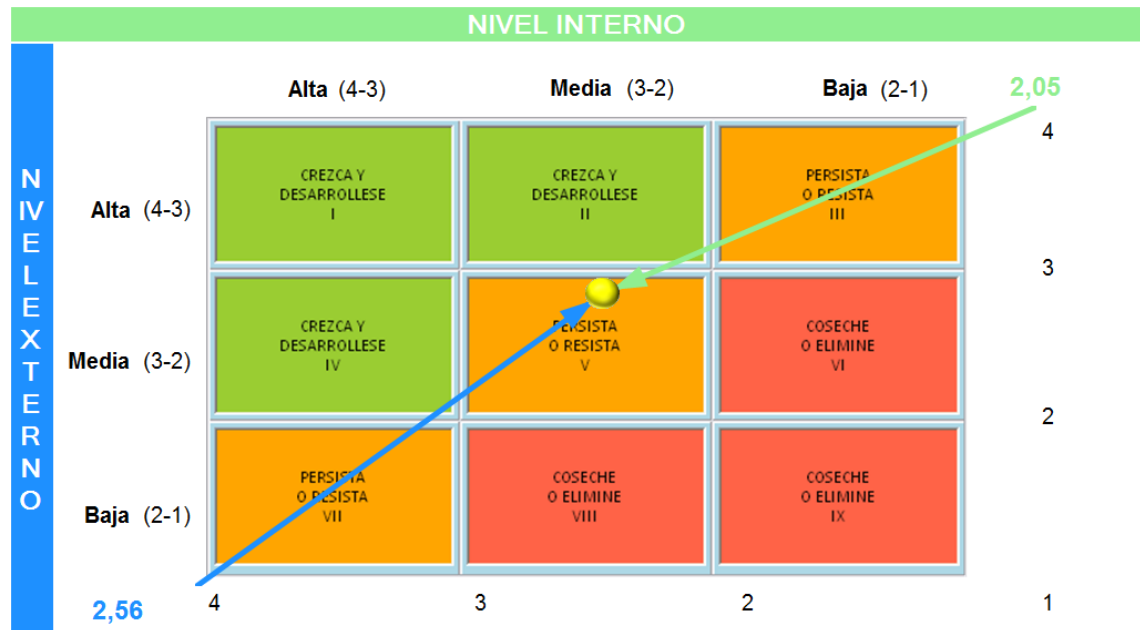 NIVEL INTERNO
Alta (4-3)
Media (3-2)
Baja (2-1)
2,05
NIVEL EXTERNO
4
Alta (4-3)
CREZCA Y
DESARROLLESE
I
CREZCA Y
DESARROLLESE
II
PERSISTA
O RESISTA
III
3
Media (3-2)
CREZCA Y
DESARROLLESE
IV
PERSISTA
O RESISTA
V
COSECHE
O ELIMINE
VI
2
Baja (2-1)
PERSISTA
O RESISTA
VII
COSECHE
O ELIMINE
VIII
COSECHE
O ELIMINE
IX
2,56
4
3
2
1